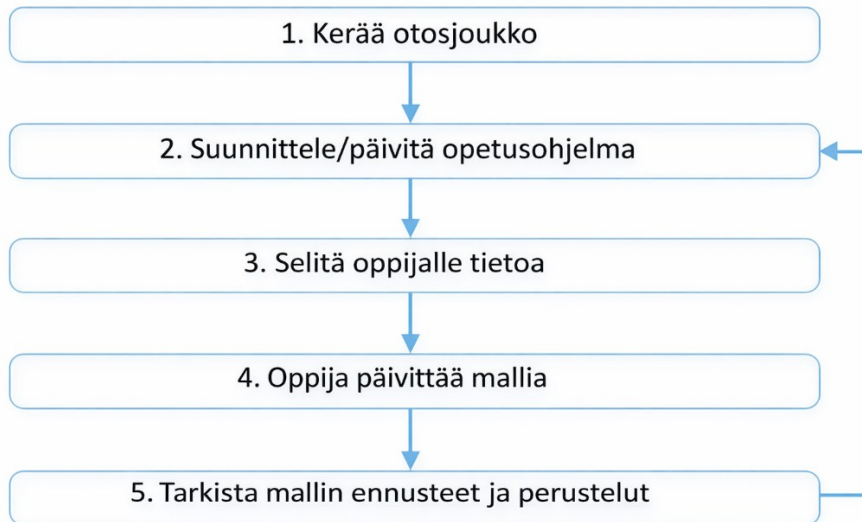 1. Kerää otosjoukko
2. Suunnittele/päivitä opetusohjelma
3. Selitä oppijalle tietoa
4. Oppija päivittää mallia
5. Tarkista mallin ennusteet ja perustelut